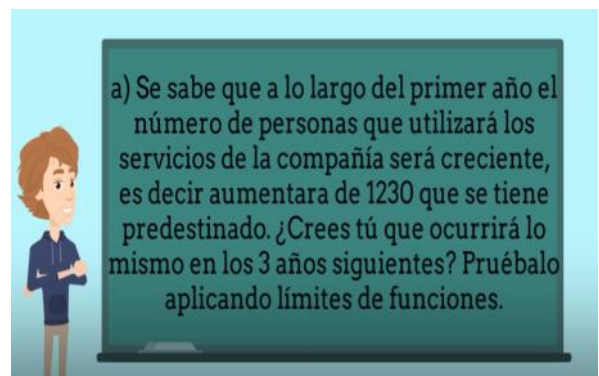 a) Se sabe que a lo largo del primer año el
número de personas que utilizará los
servicios de la compañía será creciente,
es decir aumentara de 1230 que se tiene
predestinado. ¿Crees tú que ocurrirá lo
mismo en los 3 años siguientes? Pruébalo
aplicando límites de funciones.